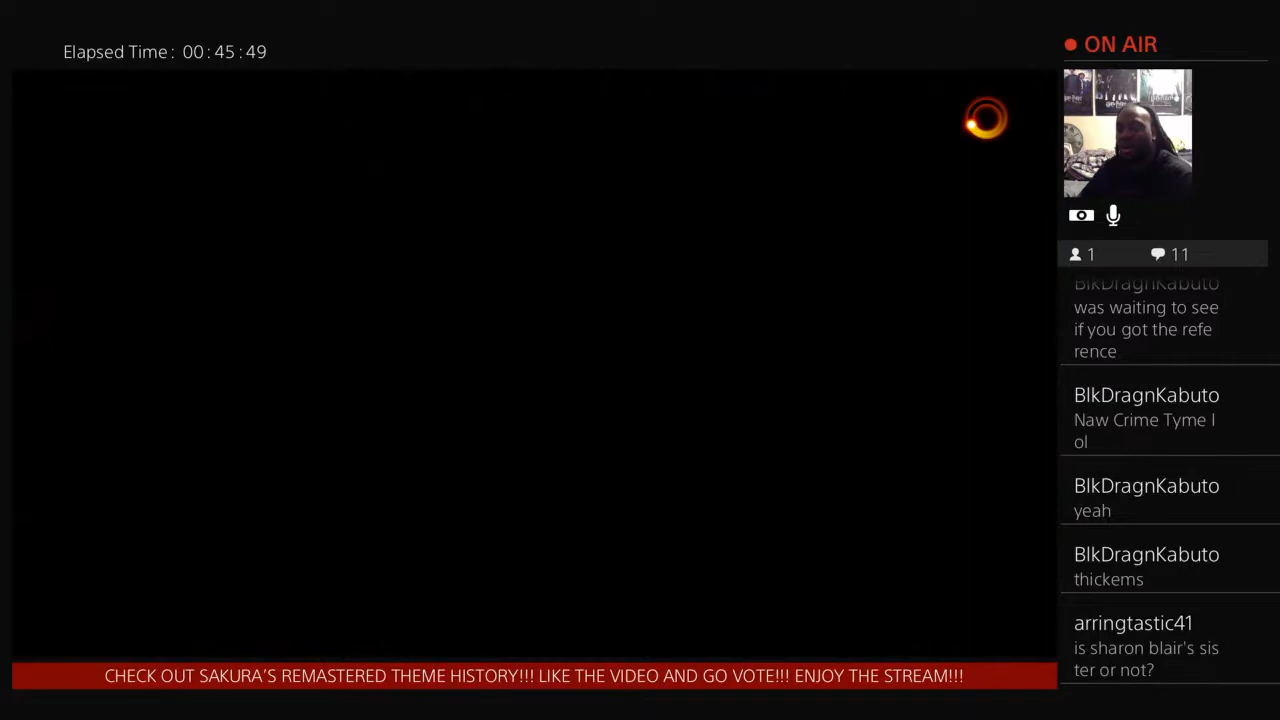 Elapsed Time: 00:45:49
ON AIR
1
11
BlkDragnKabuto
was waiting to see
if you got the refe
rence
BlkDragnKabuto
Naw Crime Tyme l
ol
BlkDragnKabuto
yeah
BlkDragnKabuto
thickems
arringtastic41
is sharon blair's sis
ter or not?
CHECK OUT SAKURA'S REMASTERED THEME HISTORY!!! LIKE THE VIDEO AND GO VOTE!!! ENJOY THE STREAM!!!